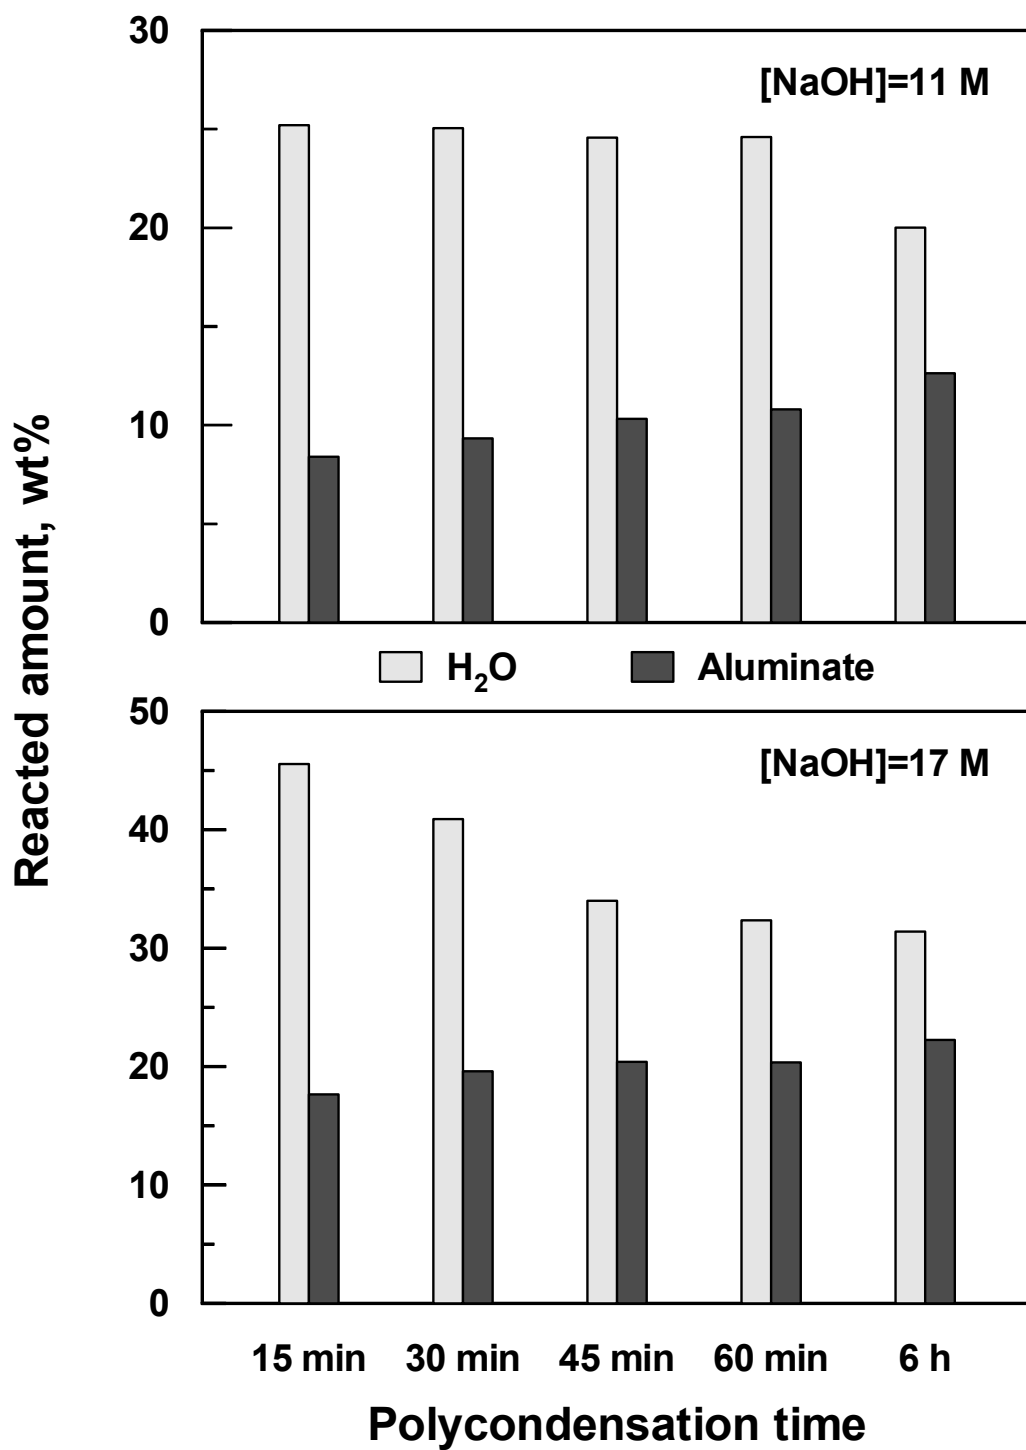 30
[NaOH]=11 M
20
10
0
H₂O Aluminate
Reacted amount, wt%
50
[NaOH]=17 M
40
30
20
10
0
15 min 30 min 45 min 60 min 6 h
Polycondensation time